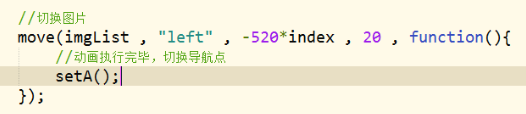 //切换图片
move(imgList , "left" , -520*index , 20 , function(){
//动画执行完毕，切换导航点
setA();
});